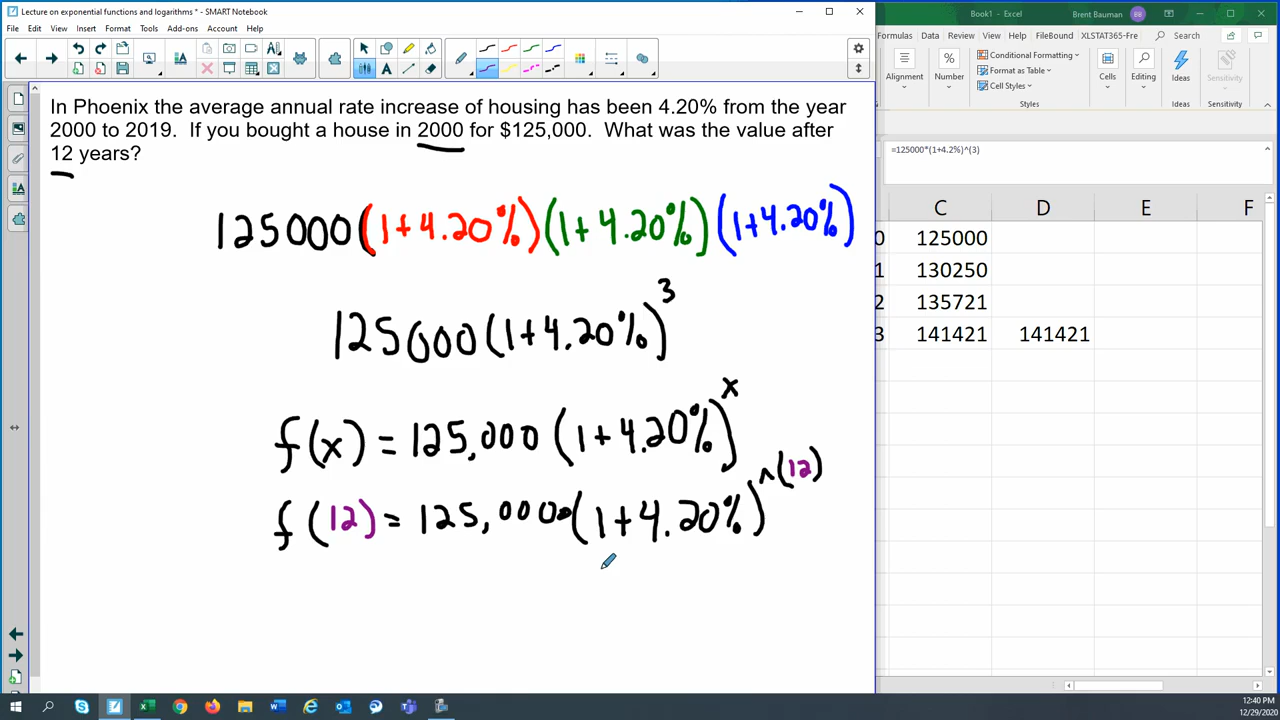 Lecture on exponential functions and logarithms * - SMART Notebook
File Edit View Insert Format Tools Add-ons Account Help
In Phoenix the average annual rate increase of housing has been 4.20% from the year
2000 to 2019. If you bought a house in 2000 for $125,000. What was the value after
12 years?
125000(1+4.20%)(1+4.20%)(1+4.20%)
125000(1+4.20%)^3
f(x) = 125,000 (1+4.20%)^x
f(12) = 125,000•(1+4.20%)^(12)
Book1 - Excel
Brent Bauman BB
Formulas Data Review View Help FileBound XLSTAT365-Fre Search
Alignment
Number
Conditional Formatting
Format as Table
Cell Styles
Styles
Cells
Editing
Ideas
Ideas
Sensitivity
Sensitivity
=125000*(1+4.2%)^(3)
C D E F
0 125000
1 130250
2 135721
3 141421 141421
12:40 PM
12/29/2020